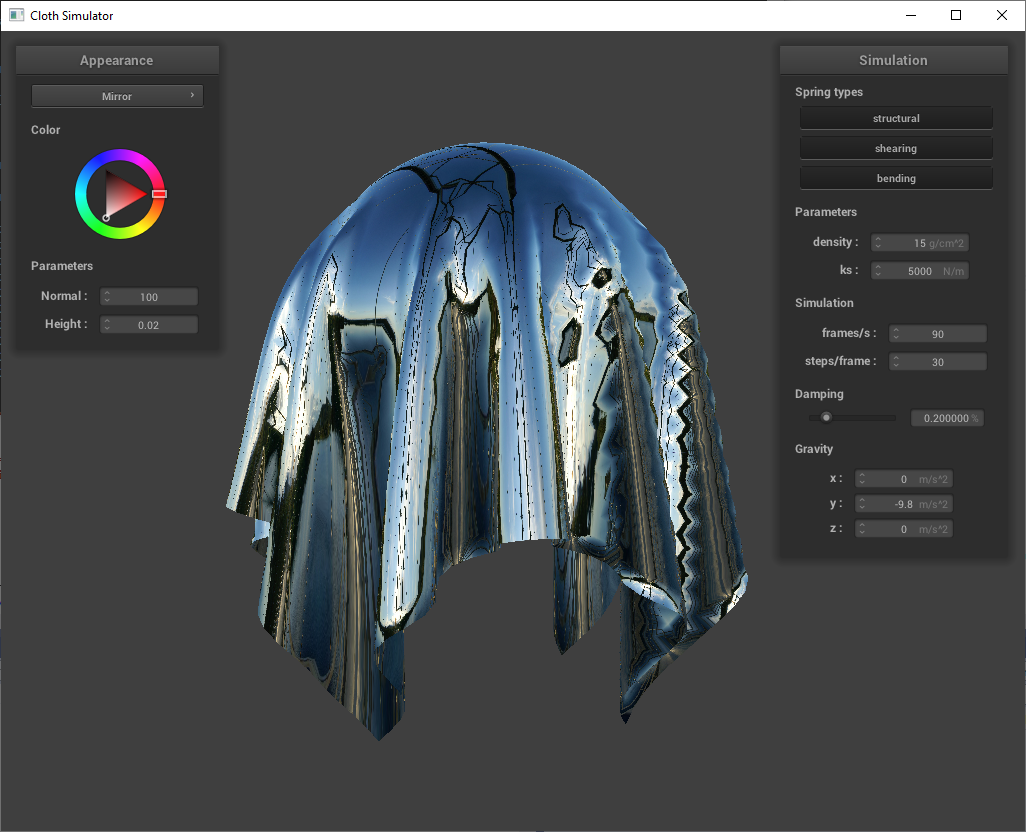 Cloth Simulator
Appearance
Mirror
Color
Parameters
Normal : 100
Height : 0.02
Simulation
Spring types
structural
shearing
bending
Parameters
density : 15 g/cm^2
ks : 5000 N/m
Simulation
frames/s : 90
steps/frame : 30
Damping
0.200000 %
Gravity
x : 0 m/s^2
y : -9.8 m/s^2
z : 0 m/s^2